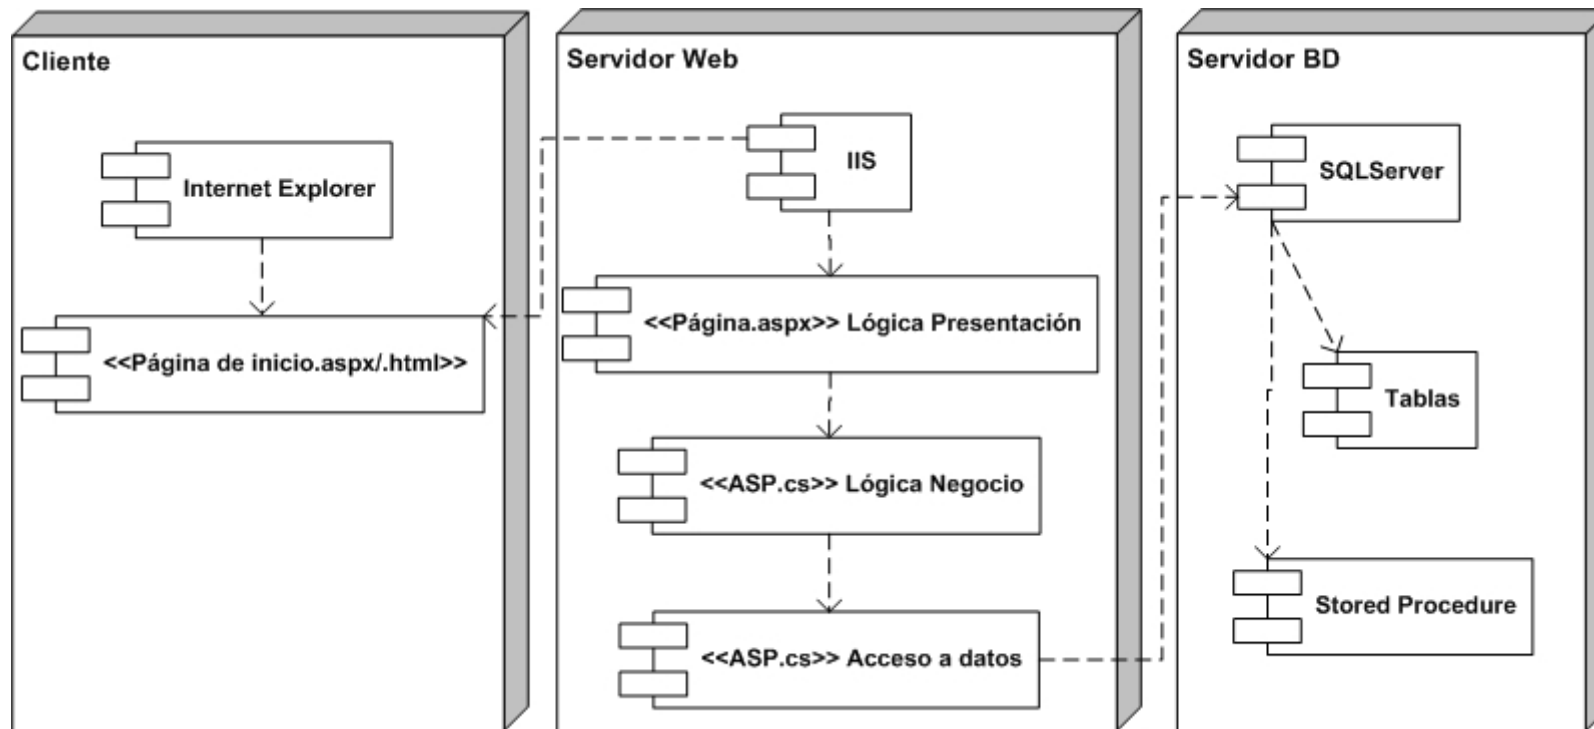 Cliente
Internet Explorer
<<Página de inicio.aspx/.html>>
Servidor Web
IIS
<<Página.aspx>> Lógica Presentación
<<ASP.cs>> Lógica Negocio
<<ASP.cs>> Acceso a datos
Servidor BD
SQLServer
Tablas
Stored Procedure